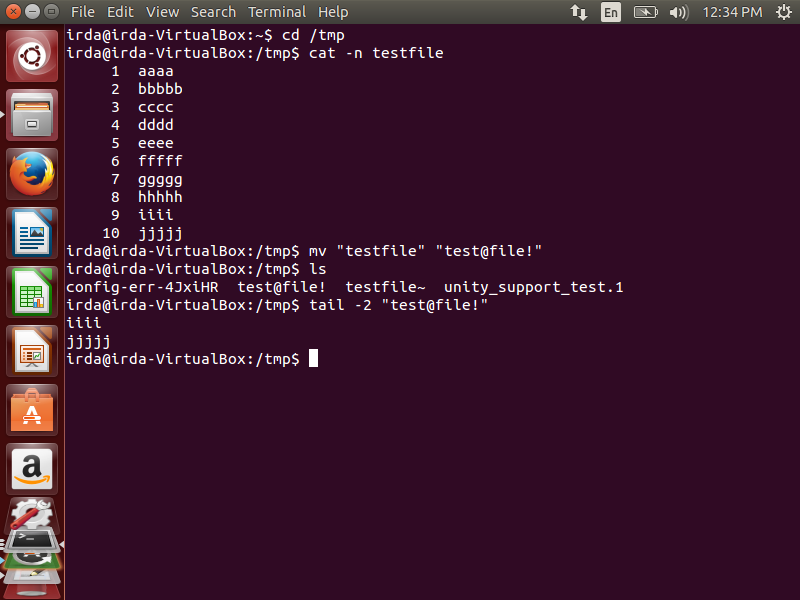 File Edit View Search Terminal Help En 12:34 PM
irda@irda-VirtualBox:~$ cd /tmp
irda@irda-VirtualBox:/tmp$ cat -n testfile
1 aaaa
2 bbbbb
3 cccc
4 dddd
5 eeee
6 fffff
7 ggggg
8 hhhhh
9 iiii
10 jjjjj
irda@irda-VirtualBox:/tmp$ mv "testfile" "test@file!"
irda@irda-VirtualBox:/tmp$ ls
config-err-4JxiHR test@file! testfile~ unity_support_test.1
irda@irda-VirtualBox:/tmp$ tail -2 "test@file!"
iiii
jjjjj
irda@irda-VirtualBox:/tmp$